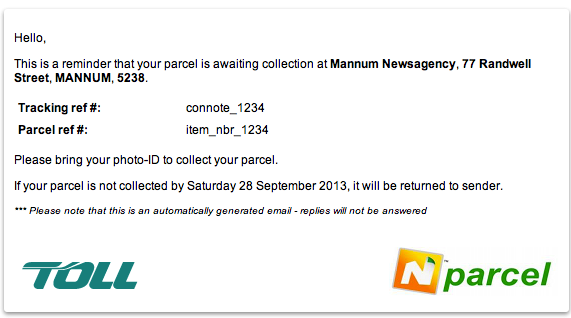 Hello,
This is a reminder that your parcel is awaiting collection at Mannum Newsagency, 77 Randwell
Street, MANNUM, 5238.
Tracking ref #: connote_1234
Parcel ref #: item_nbr_1234
Please bring your photo-ID to collect your parcel.
If your parcel is not collected by Saturday 28 September 2013, it will be returned to sender.
*** Please note that this is an automatically generated email - replies will not be answered
TOLL
N™ parcel